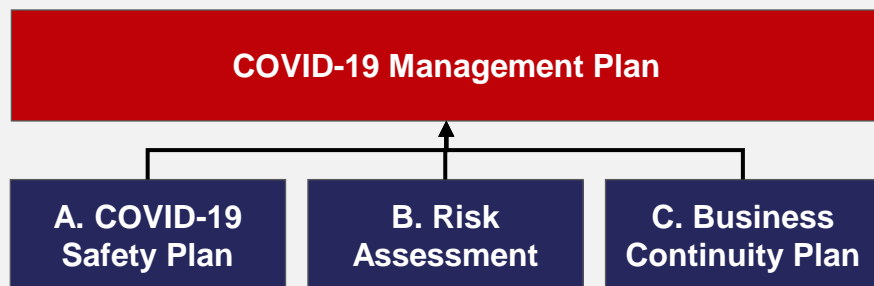 COVID-19 Management Plan
A. COVID-19
Safety Plan
B. Risk
Assessment
C. Business
Continuity Plan